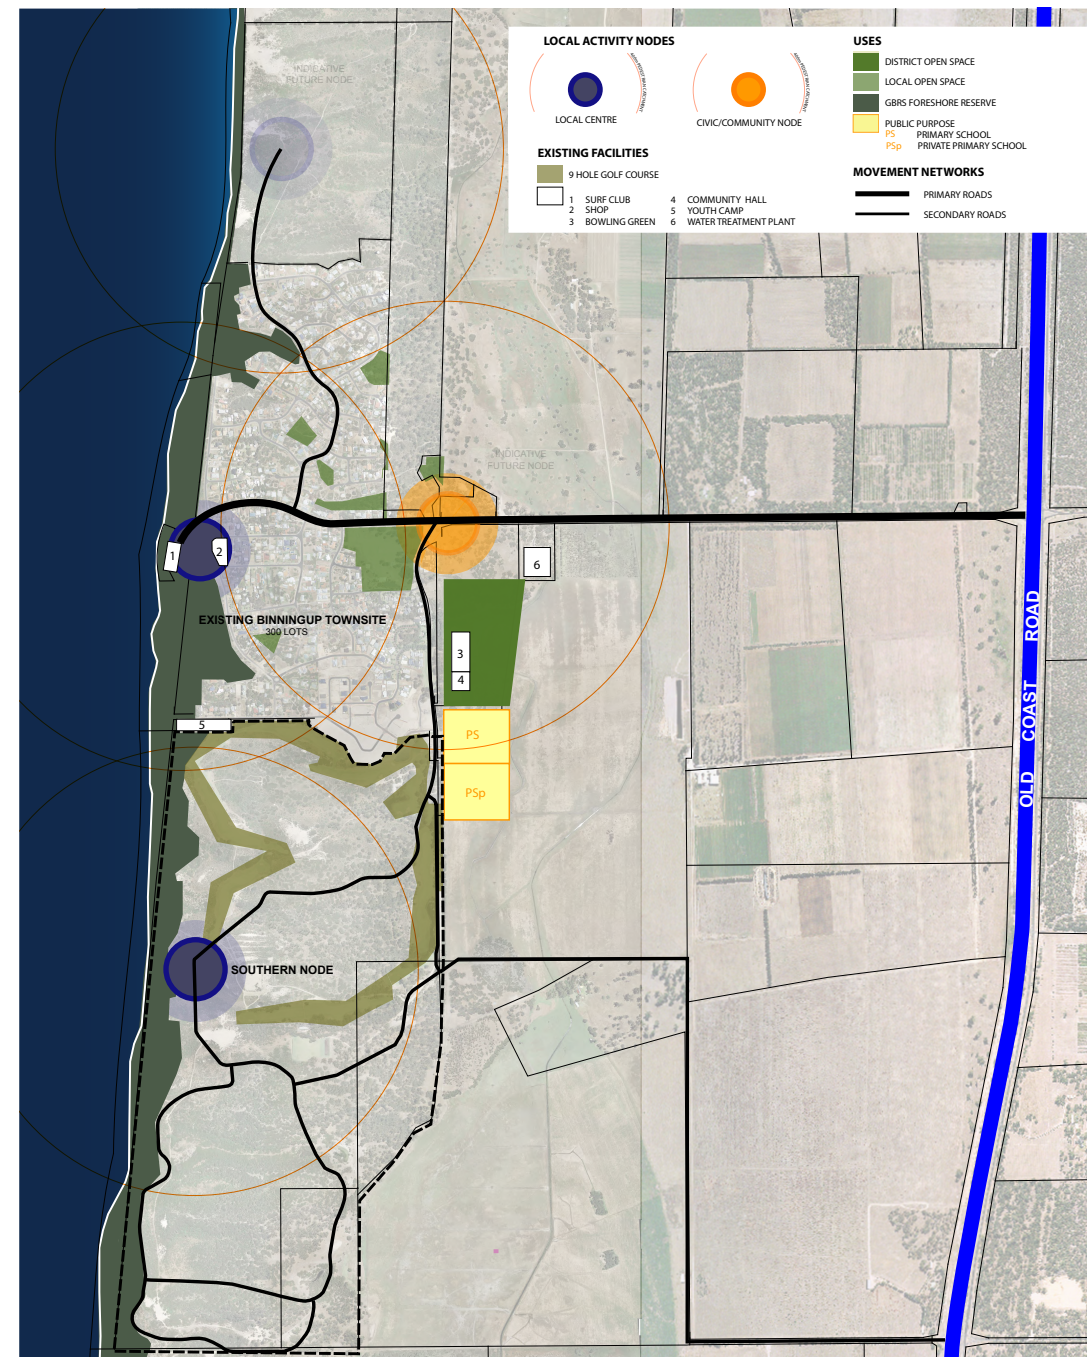 LOCAL ACTIVITY NODES
LOCAL CENTRE
CIVIC/COMMUNITY NODE
EXISTING FACILITIES
9 HOLE GOLF COURSE
1 SURF CLUB
2 SHOP
3 BOWLING GREEN
4 COMMUNITY HALL
5 YOUTH CAMP
6 WATER TREATMENT PLANT
USES
DISTRICT OPEN SPACE
LOCAL OPEN SPACE
GBRS FORESHORE RESERVE
PUBLIC PURPOSE
PS PRIMARY SCHOOL
PSp PRIVATE PRIMARY SCHOOL
MOVEMENT NETWORKS
PRIMARY ROADS
SECONDARY ROADS
INDICATIVE
FUTURE NODE
INDICATIVE
FUTURE NODE
1
2
6
EXISTING BINNINGUP TOWNSITE
300 LOTS
3
4
5
PS
PSp
SOUTHERN NODE
OLD COAST ROAD